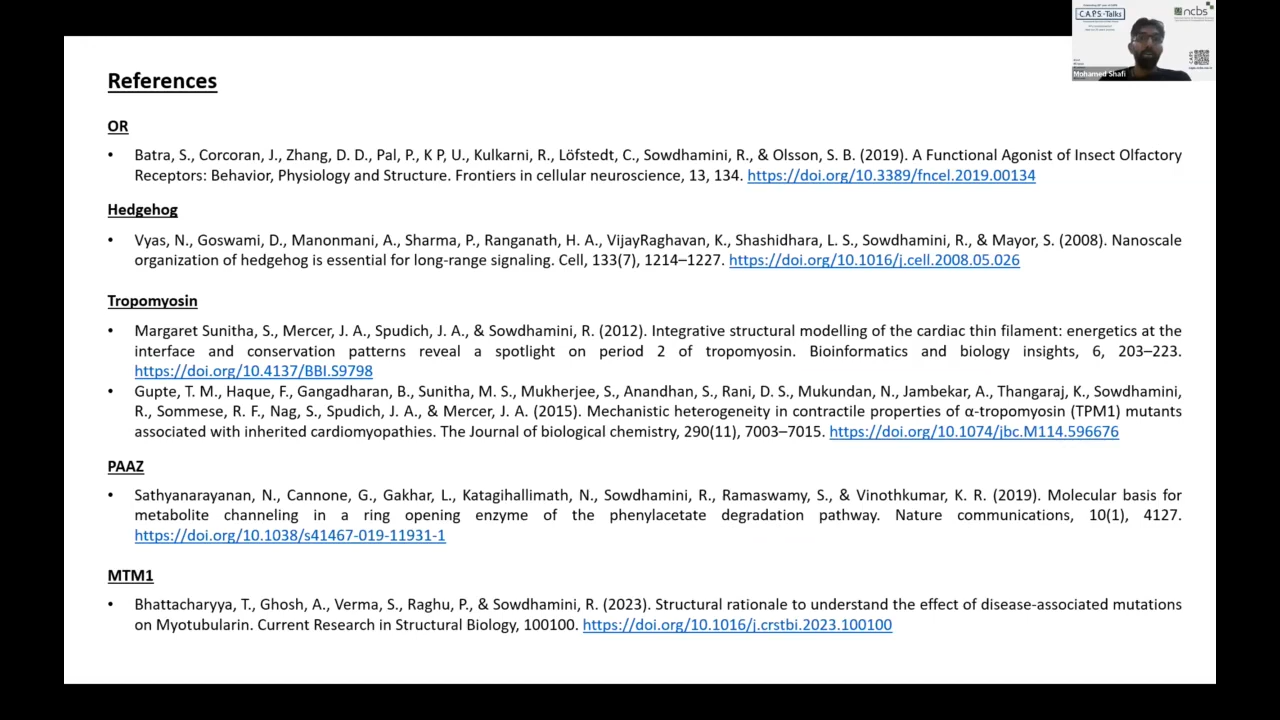 C.A.P.S-Talks
ncbs
Mohamed Shafi
References
OR
• Batra, S., Corcoran, J., Zhang, D. D., Pal, P., K P, U., Kulkarni, R., Löfstedt, C., Sowdhamini, R., & Olsson, S. B. (2019). A Functional Agonist of Insect Olfactory
Receptors: Behavior, Physiology and Structure. Frontiers in cellular neuroscience, 13, 134. https://doi.org/10.3389/fncel.2019.00134
Hedgehog
• Vyas, N., Goswami, D., Manonmani, A., Sharma, P., Ranganath, H. A., VijayRaghavan, K., Shashidhara, L. S., Sowdhamini, R., & Mayor, S. (2008). Nanoscale
organization of hedgehog is essential for long-range signaling. Cell, 133(7), 1214–1227. https://doi.org/10.1016/j.cell.2008.05.026
Tropomyosin
• Margaret Sunitha, S., Mercer, J. A., Spudich, J. A., & Sowdhamini, R. (2012). Integrative structural modelling of the cardiac thin filament: energetics at the
interface and conservation patterns reveal a spotlight on period 2 of tropomyosin. Bioinformatics and biology insights, 6, 203–223.
https://doi.org/10.4137/BBI.S9798
• Gupte, T. M., Haque, F., Gangadharan, B., Sunitha, M. S., Mukherjee, S., Anandhan, S., Rani, D. S., Mukundan, N., Jambekar, A., Thangaraj, K., Sowdhamini,
R., Sommese, R. F., Nag, S., Spudich, J. A., & Mercer, J. A. (2015). Mechanistic heterogeneity in contractile properties of α-tropomyosin (TPM1) mutants
associated with inherited cardiomyopathies. The Journal of biological chemistry, 290(11), 7003–7015. https://doi.org/10.1074/jbc.M114.596676
PAAZ
• Sathyanarayanan, N., Cannone, G., Gakhar, L., Katagihallimath, N., Sowdhamini, R., Ramaswamy, S., & Vinothkumar, K. R. (2019). Molecular basis for
metabolite channeling in a ring opening enzyme of the phenylacetate degradation pathway. Nature communications, 10(1), 4127.
https://doi.org/10.1038/s41467-019-11931-1
MTM1
• Bhattacharyya, T., Ghosh, A., Verma, S., Raghu, P., & Sowdhamini, R. (2023). Structural rationale to understand the effect of disease-associated mutations
on Myotubularin. Current Research in Structural Biology, 100100. https://doi.org/10.1016/j.crstbi.2023.100100